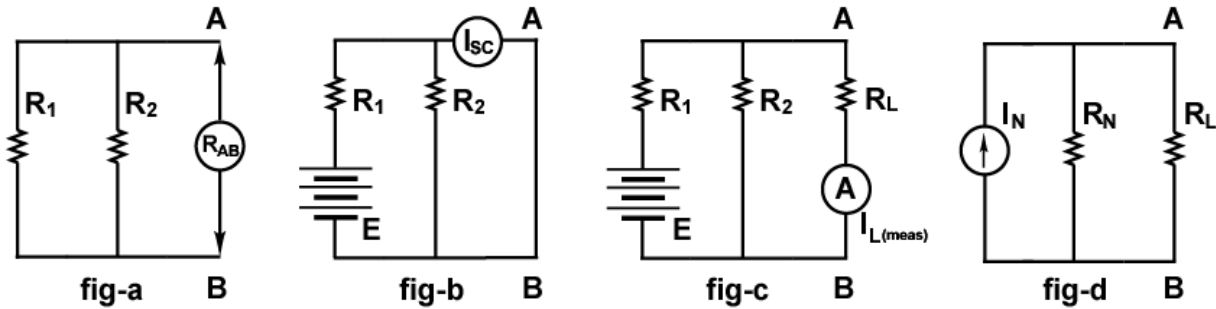 A
R1
R2
RAB
B
fig-a
A
ISC
R1
R2
E
B
fig-b
A
R1
R2
RL
A
E
IL(meas)
B
fig-c
A
IN
RN
RL
B
fig-d